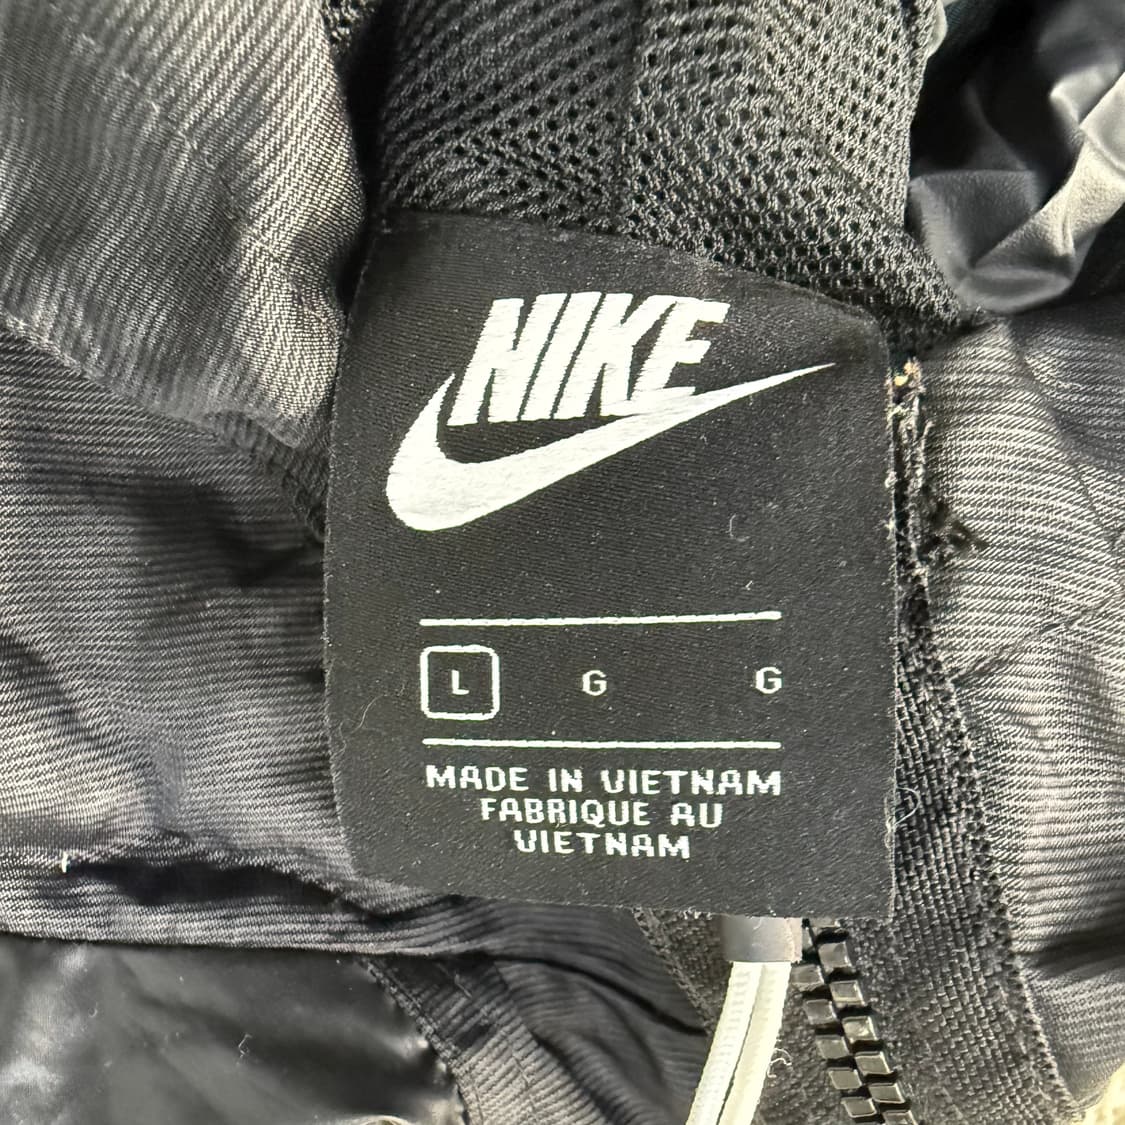 NIKE
L G G
MADE IN VIETNAM
FABRIQUE AU
VIETNAM